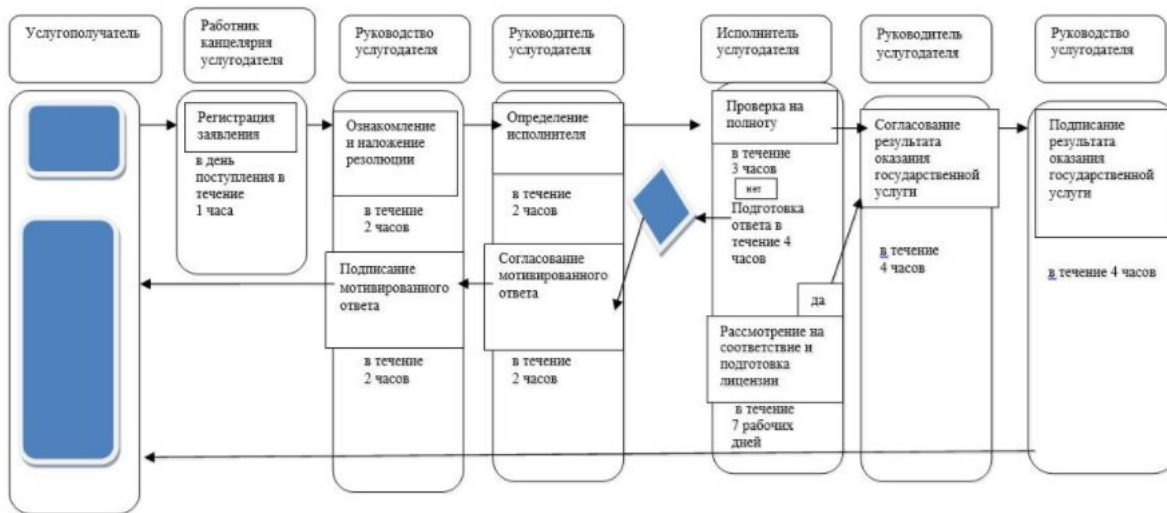 Услугополучатель
Работник
канцелярня
услугодателя
Руководство
услугодателя
Руководитель
услугодателя
Исполнитель
услугодателя
Руководитель
услугодателя
Руководство
услугодателя
Регистрация
заявления
в день
поступления в
течение
1 часа
Ознакомление
и наложение
резолюции
в течение
2 часов
Подписание
мотивированного
ответа
в течение
2 часов
Определение
исполнителя
в течение
2 часов
Согласование
мотивированного
ответа
в течение
2 часов
Проверка на
полноту
в течение
3 часов
нет
Подготовка
ответа в
течение 4
часов
да
Рассмотрение на
соответствие и
подготовка
лицензии
в течение
7 рабочих
дней
Согласование
результата
оказания
государственной
услуги
в течение
4 часов
Подписание
результата
оказания
государственной
услуги
в течение 4 часов